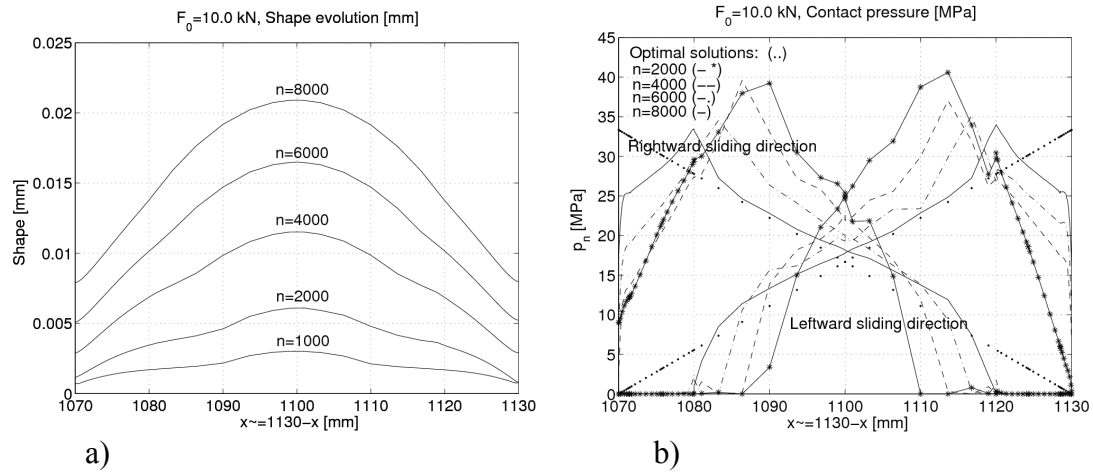 F0=10.0 kN, Shape evolution [mm]
0.025
0.02
0.015
0.01
0.005
0
Shape [mm]
n=8000
n=6000
n=4000
n=2000
n=1000
1070 1080 1090 1100 1110 1120 1130
x~=1130−x [mm]
a)
F0=10.0 kN, Contact pressure [MPa]
45
40
35
30
25
20
15
10
5
0
pn [MPa]
Optimal solutions: (..)
n=2000 (− *)
n=4000 (−−)
n=6000 (−.)
n=8000 (−)
Rightward sliding direction
Leftward sliding direction
1070 1080 1090 1100 1110 1120 1130
x~=1130−x [mm]
b)